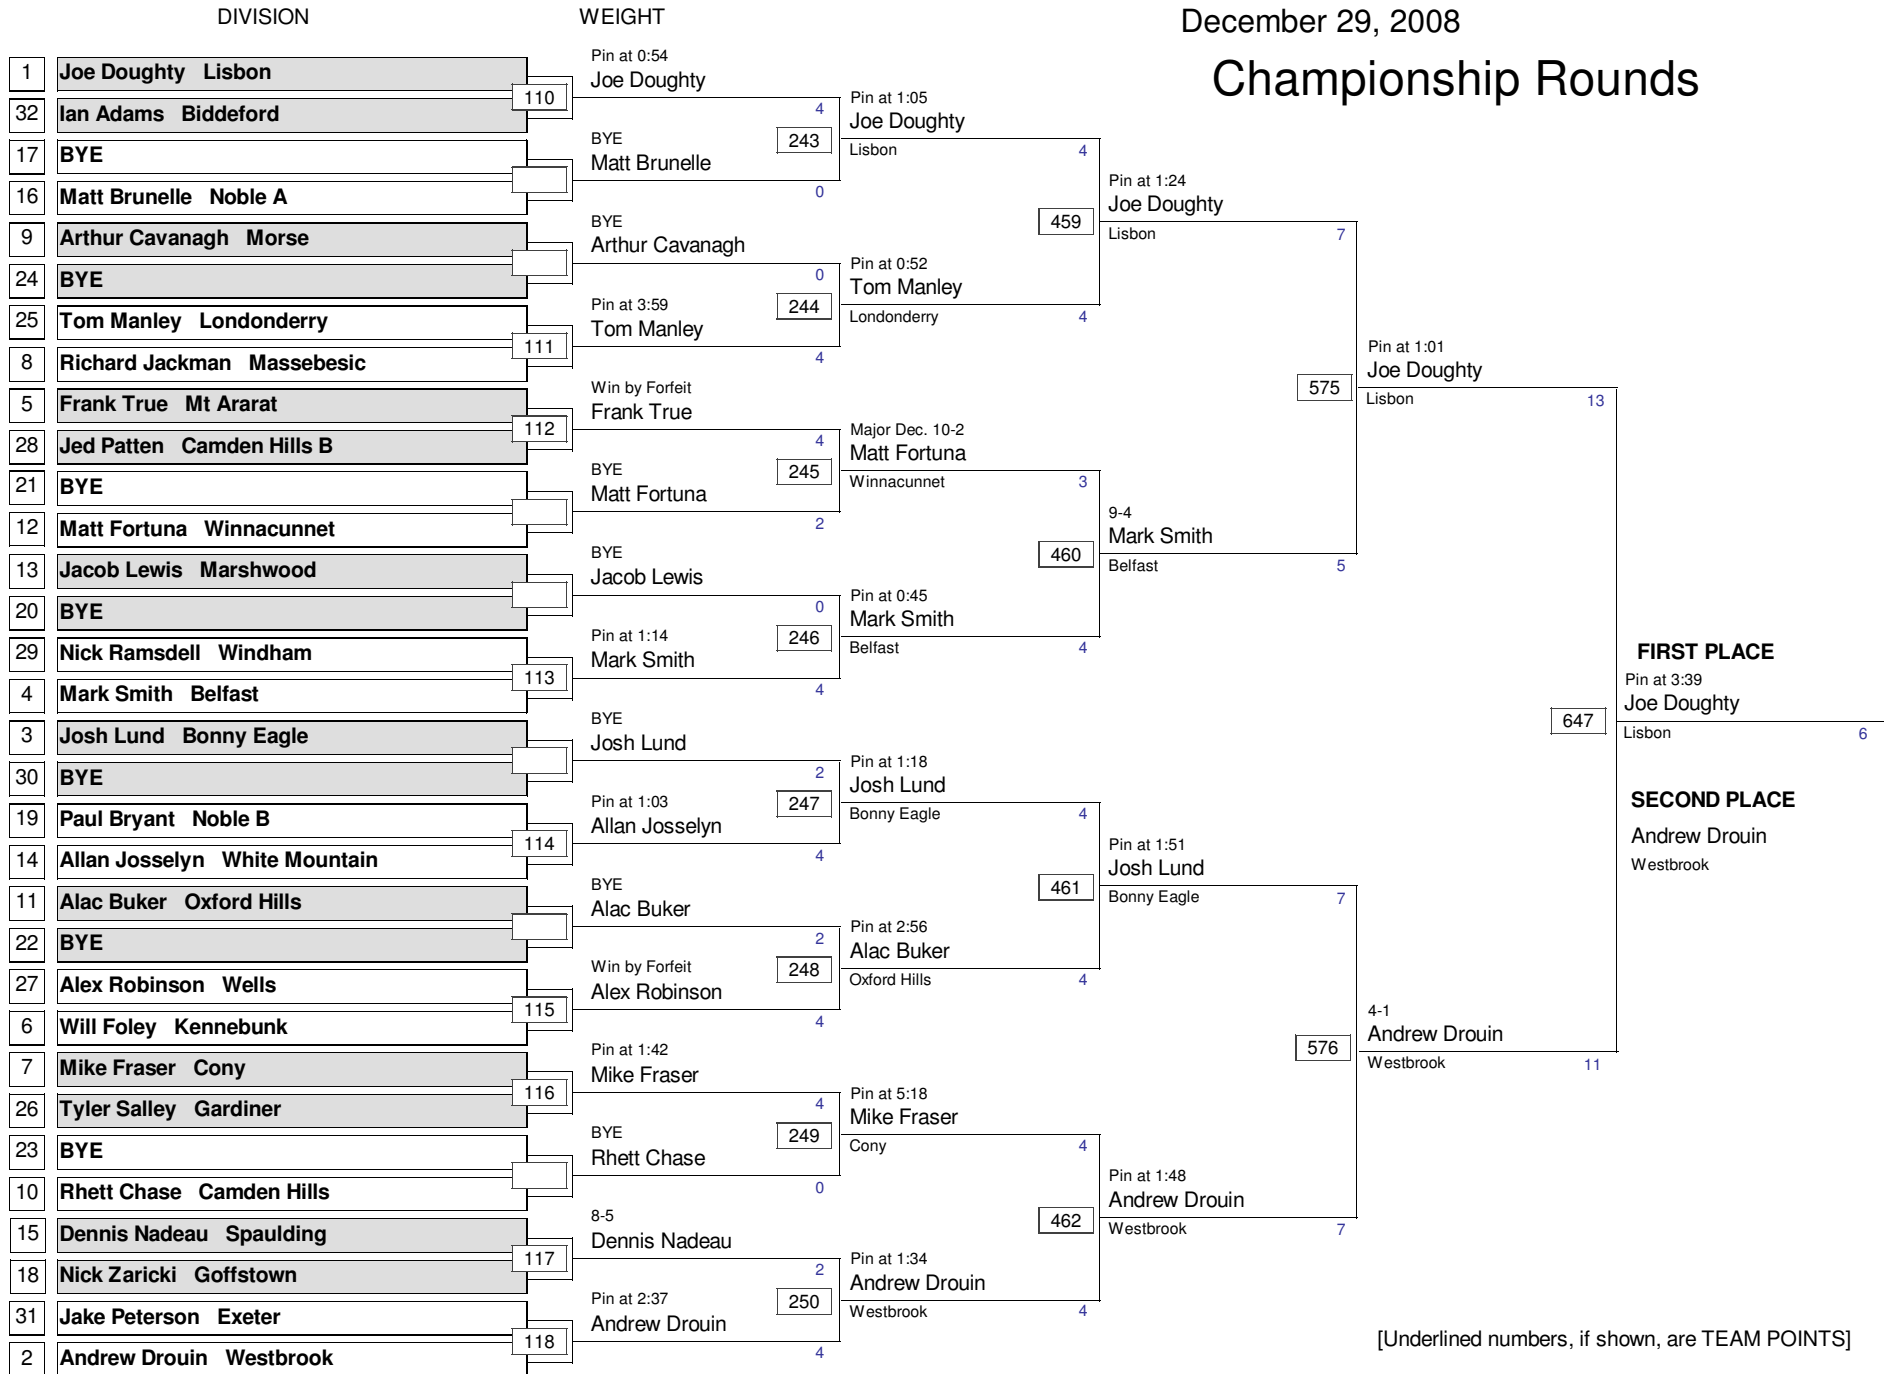 DIVISION
WEIGHT
December 29, 2008
Championship Rounds
1 Joe Doughty Lisbon
32 Ian Adams Biddeford
17 BYE
16 Matt Brunelle Noble A
9 Arthur Cavanagh Morse
24 BYE
25 Tom Manley Londonderry
8 Richard Jackman Massebesic
5 Frank True Mt Ararat
28 Jed Patten Camden Hills B
21 BYE
12 Matt Fortuna Winnacunnet
13 Jacob Lewis Marshwood
20 BYE
29 Nick Ramsdell Windham
4 Mark Smith Belfast
3 Josh Lund Bonny Eagle
30 BYE
19 Paul Bryant Noble B
14 Allan Josselyn White Mountain
11 Alac Buker Oxford Hills
22 BYE
27 Alex Robinson Wells
6 Will Foley Kennebunk
7 Mike Fraser Cony
26 Tyler Salley Gardiner
23 BYE
10 Rhett Chase Camden Hills
15 Dennis Nadeau Spaulding
18 Nick Zaricki Goffstown
31 Jake Peterson Exeter
2 Andrew Drouin Westbrook
110
111
112
113
114
115
116
117
118
Pin at 0:54
Joe Doughty
4
BYE
Matt Brunelle
0
BYE
Arthur Cavanagh
0
Pin at 3:59
Tom Manley
4
Win by Forfeit
Frank True
4
BYE
Matt Fortuna
2
BYE
Jacob Lewis
0
Pin at 1:14
Mark Smith
4
BYE
Josh Lund
2
Pin at 1:03
Allan Josselyn
4
BYE
Alac Buker
2
Win by Forfeit
Alex Robinson
4
Pin at 1:42
Mike Fraser
4
BYE
Rhett Chase
0
8-5
Dennis Nadeau
2
Pin at 2:37
Andrew Drouin
4
243
244
245
246
247
248
249
250
Pin at 1:05
Joe Doughty
Lisbon 4
Pin at 0:52
Tom Manley
Londonderry 4
Major Dec. 10-2
Matt Fortuna
Winnacunnet 3
Pin at 0:45
Mark Smith
Belfast 4
Pin at 1:18
Josh Lund
Bonny Eagle 4
Pin at 2:56
Alac Buker
Oxford Hills 4
Pin at 5:18
Mike Fraser
Cony 4
Pin at 1:34
Andrew Drouin
Westbrook 4
459
460
461
462
Pin at 1:24
Joe Doughty
Lisbon 7
9-4
Mark Smith
Belfast 5
Pin at 1:51
Josh Lund
Bonny Eagle 7
Pin at 1:48
Andrew Drouin
Westbrook 7
575
576
Pin at 1:01
Joe Doughty
Lisbon 13
4-1
Andrew Drouin
Westbrook 11
647
FIRST PLACE
Pin at 3:39
Joe Doughty
Lisbon 6
SECOND PLACE
Andrew Drouin
Westbrook
[Underlined numbers, if shown, are TEAM POINTS]